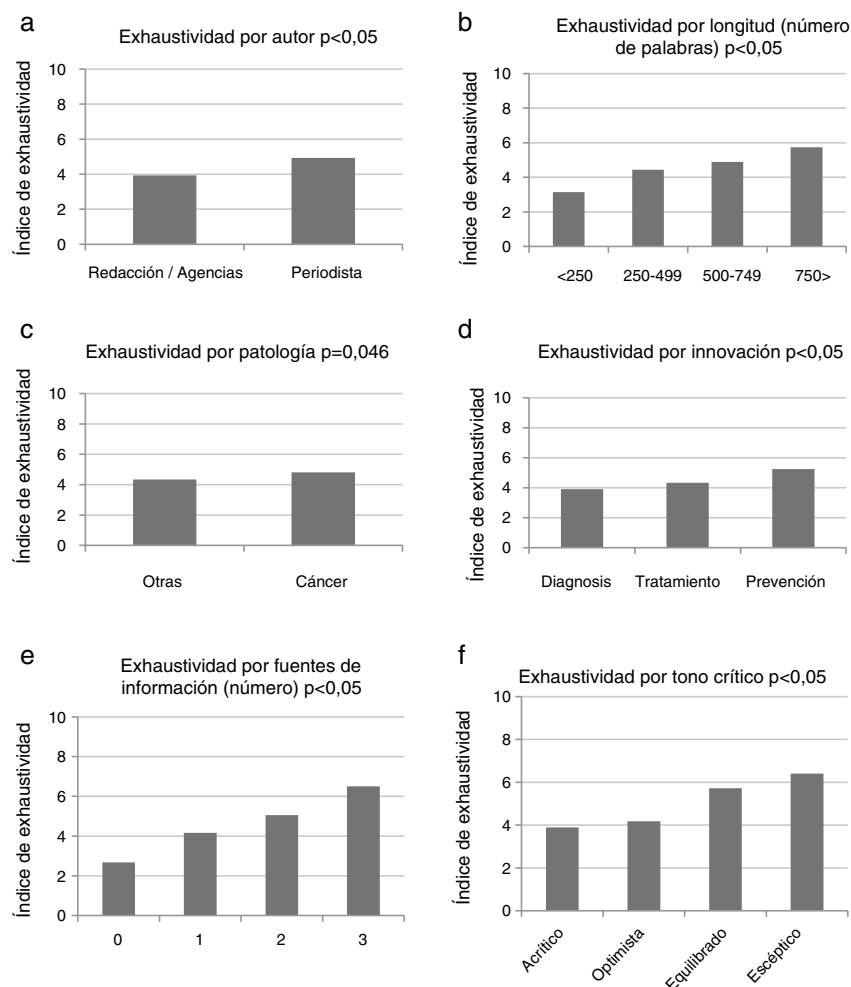 a
Exhaustividad por autor p<0,05
Índice de exhaustividad
10
8
6
4
2
0
Redacción / Agencias
Periodista
b
Exhaustividad por longitud (número
de palabras) p<0,05
Índice de exhaustividad
10
8
6
4
2
0
<250
250-499
500-749
750>
c
Exhaustividad por patología p=0,046
Índice de exhaustividad
10
8
6
4
2
0
Otras
Cáncer
d
Exhaustividad por innovación p<0,05
Índice de exhaustividad
10
8
6
4
2
0
Diagnosis
Tratamiento
Prevención
e
Exhaustividad por fuentes de
información (número) p<0,05
Índice de exhaustividad
10
8
6
4
2
0
0
1
2
3
f
Exhaustividad por tono crítico p<0,05
Índice de exhaustividad
10
8
6
4
2
0
Acrítico
Optimista
Equilibrado
Escéptico